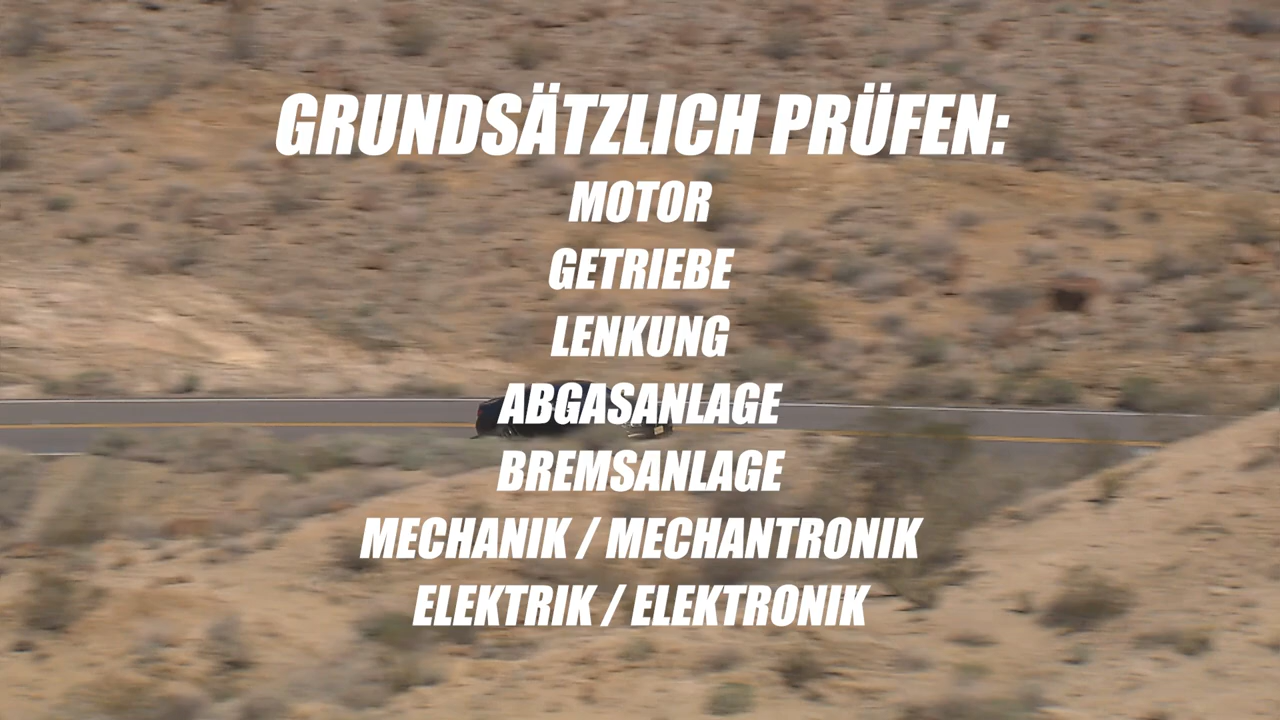 GRUNDSÄTZLICH PRÜFEN:
MOTOR
GETRIEBE
LENKUNG
ABGASANLAGE
BREMSANLAGE
MECHANIK / MECHANTRONIK
ELEKTRIK / ELEKTRONIK